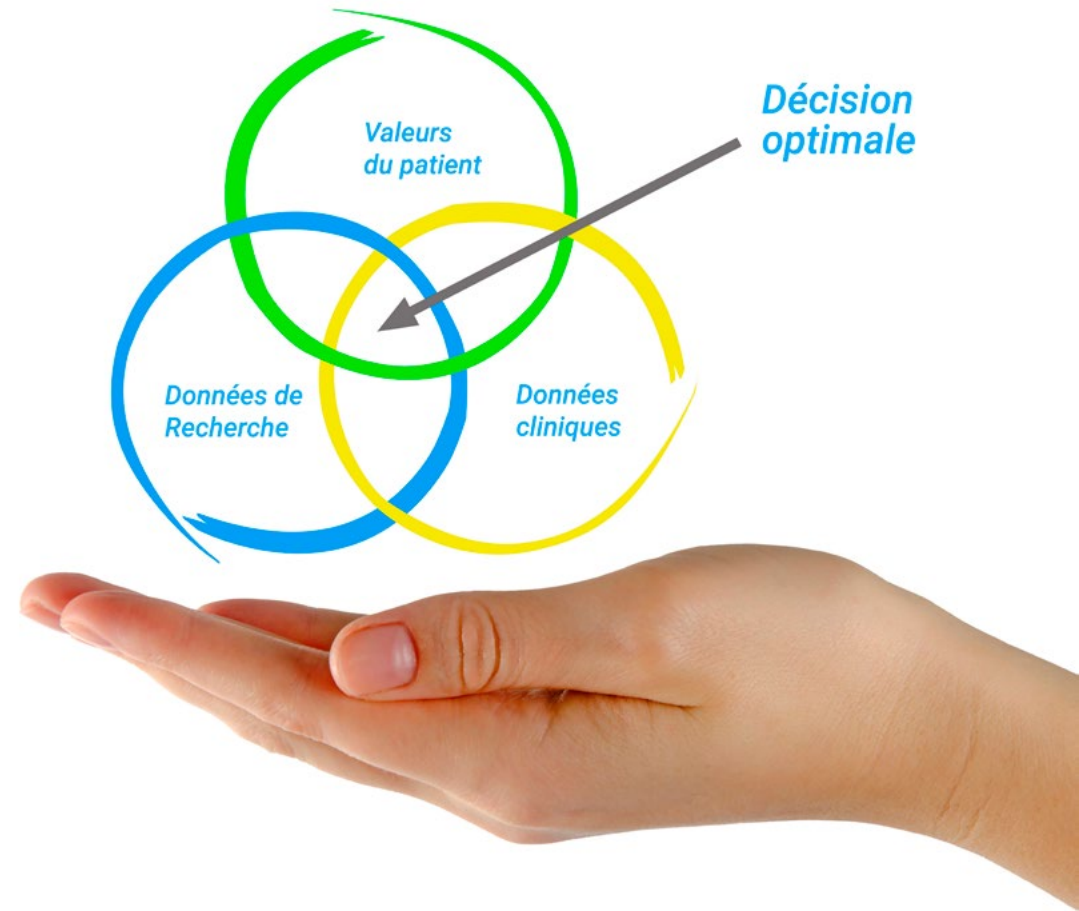 Valeurs
du patient
Décision
optimale
Données de
Recherche
Données
cliniques